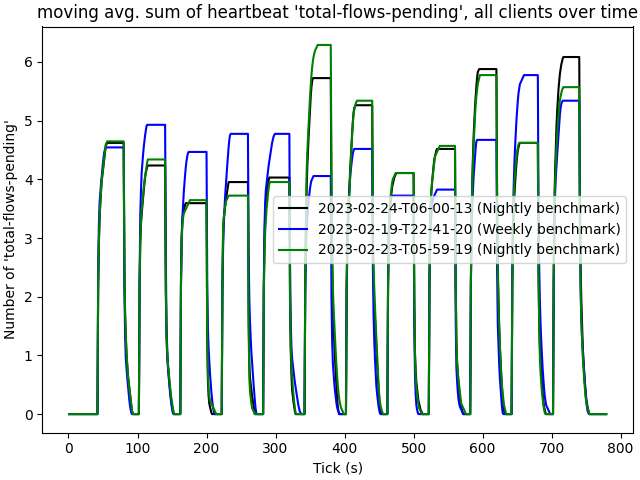 moving avg. sum of heartbeat 'total-flows-pending', all clients over time
Number of 'total-flows-pending'
6
5
4
3
2
1
0
2023-02-24-T06-00-13 (Nightly benchmark)
2023-02-19-T22-41-20 (Weekly benchmark)
2023-02-23-T05-59-19 (Nightly benchmark)
0 100 200 300 400 500 600 700 800
Tick (s)